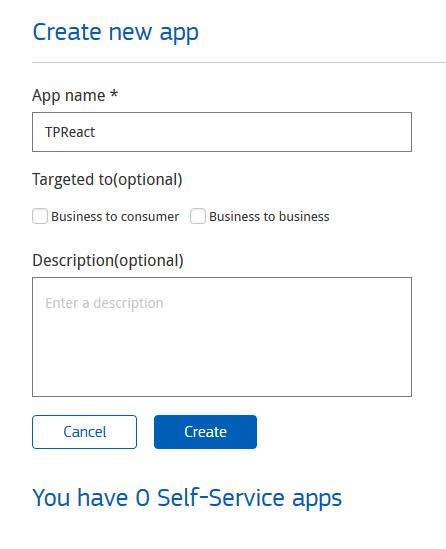 Create new app
App name *
TPReact
Targeted to(optional)
Business to consumer Business to business
Description(optional)
Enter a description
Cancel Create
You have 0 Self-Service apps